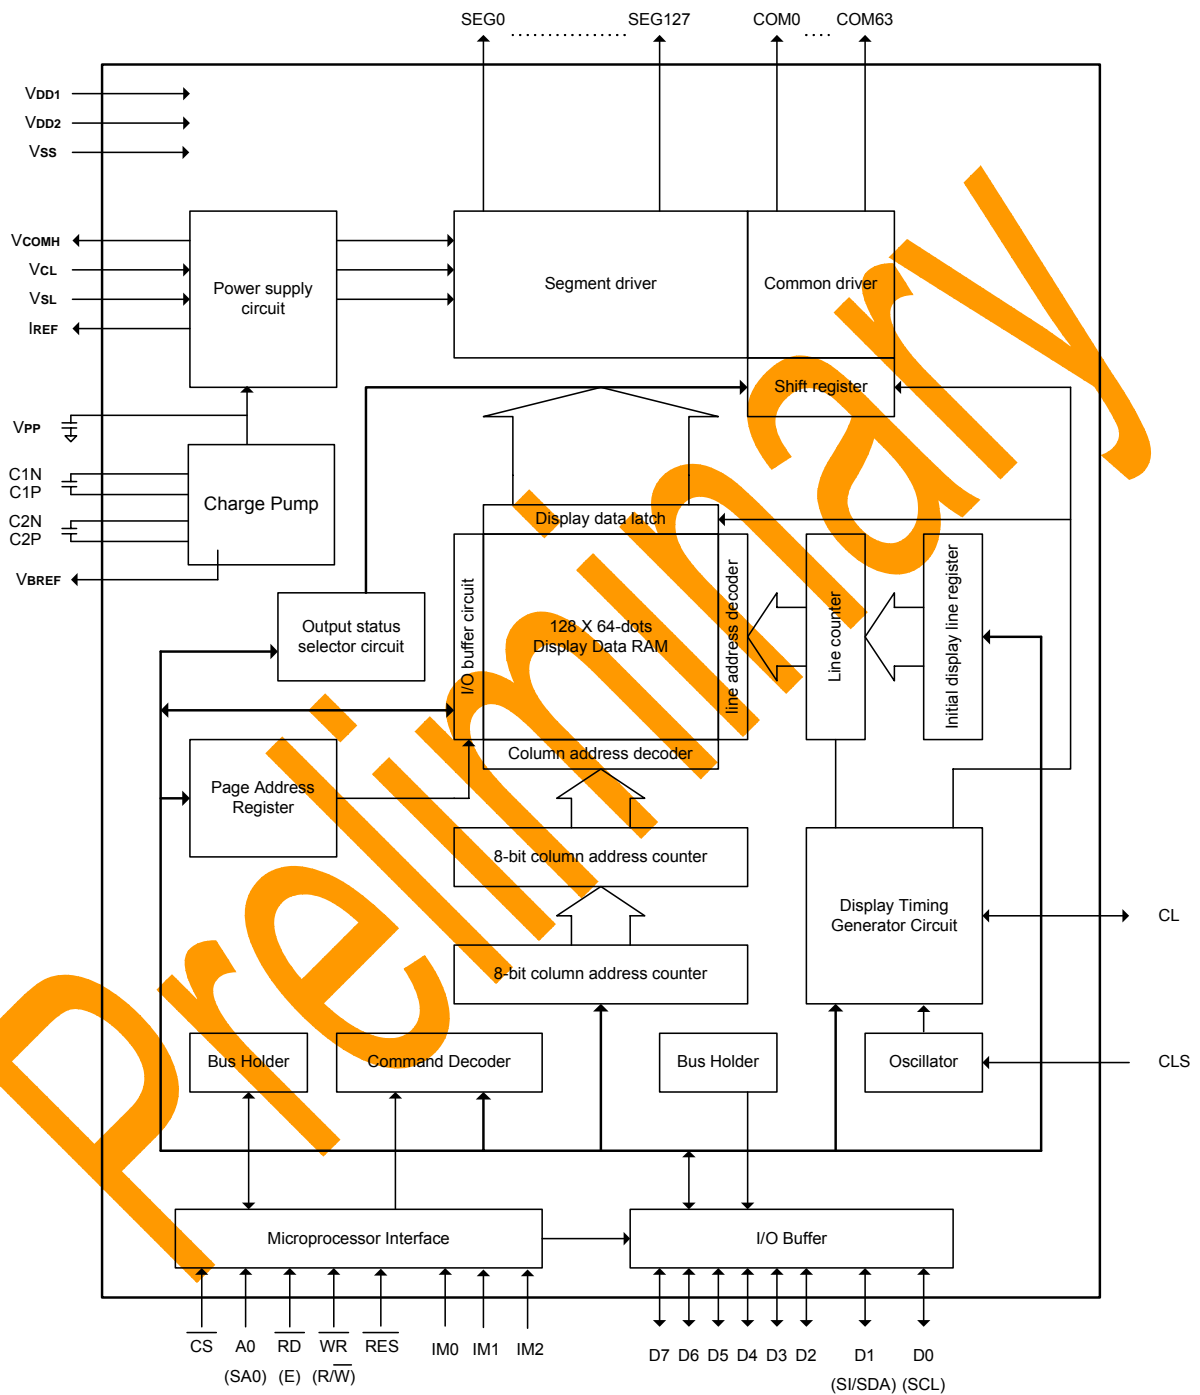 SEG0 ..................... SEG127 COM0 .... COM63
VDD1
VDD2
VSS
VCOMH
VCL
VSL
IREF
Power supply
circuit
Segment driver
Common driver
Shift register
VPP
C1N
C1P
C2N
C2P
VBREF
Charge Pump
Display data latch
Output status
selector circuit
I/O buffer circuit
128 X 64-dots
Display Data RAM
line address decoder
Line counter
Initial display line register
Column address decoder
Page Address
Register
8-bit column address counter
8-bit column address counter
Display Timing
Generator Circuit
CL
Bus Holder
Command Decoder
Bus Holder
Oscillator
CLS
Microprocessor Interface
I/O Buffer
CS A0 RD WR RES IM0 IM1 IM2 D7 D6 D5 D4 D3 D2 D1 D0
(SA0) (E) (R/W) (SI/SDA) (SCL)
Preliminary